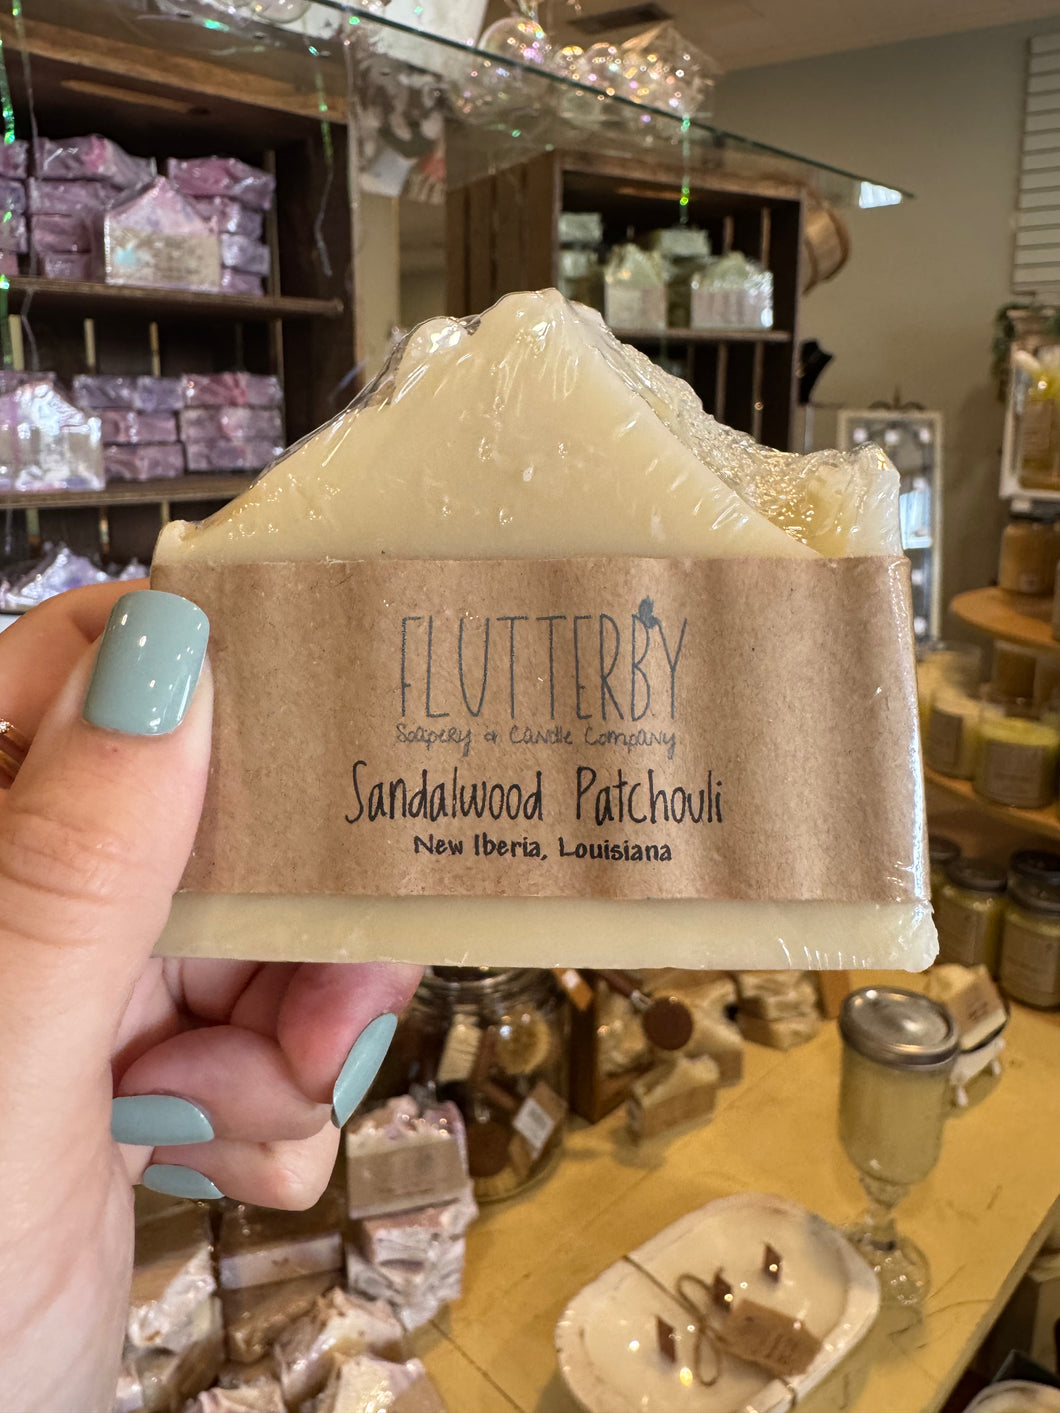 FLUTTERBY
Soapery & Candle Company
Sandalwood Patchouli
New Iberia, Louisiana